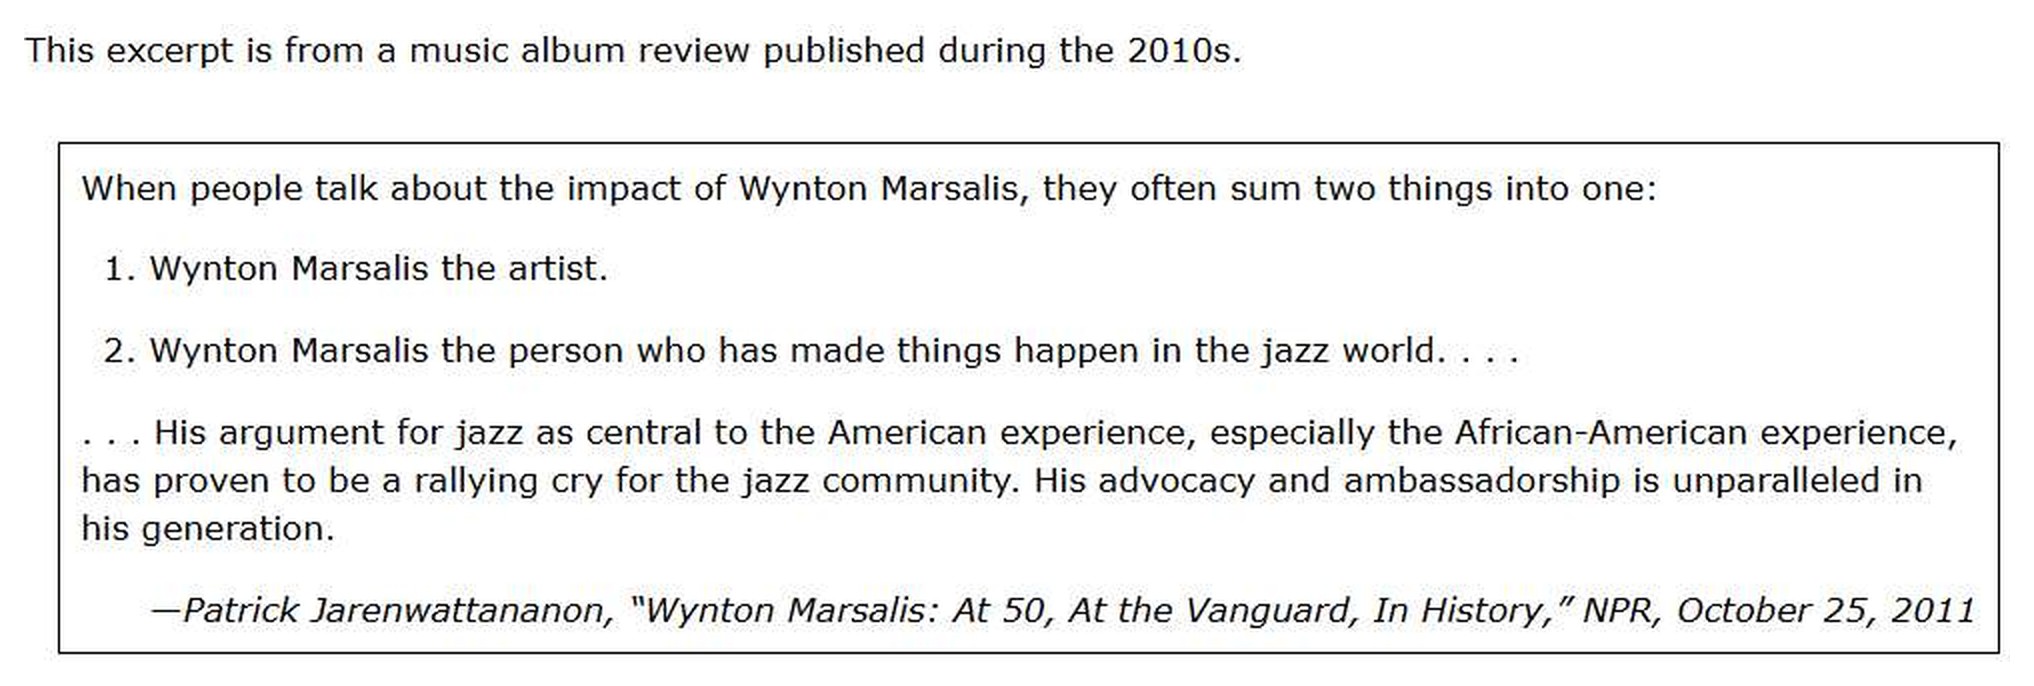 This excerpt is from a music album review published during the 2010s.
When people talk about the impact of Wynton Marsalis, they often sum two things into one:
1. Wynton Marsalis the artist.
2. Wynton Marsalis the person who has made things happen in the jazz world. . . .
. . . His argument for jazz as central to the American experience, especially the African-American experience,
has proven to be a rallying cry for the jazz community. His advocacy and ambassadorship is unparalleled in
his generation.
—Patrick Jarenwattananon, “Wynton Marsalis: At 50, At the Vanguard, In History,” NPR, October 25, 2011